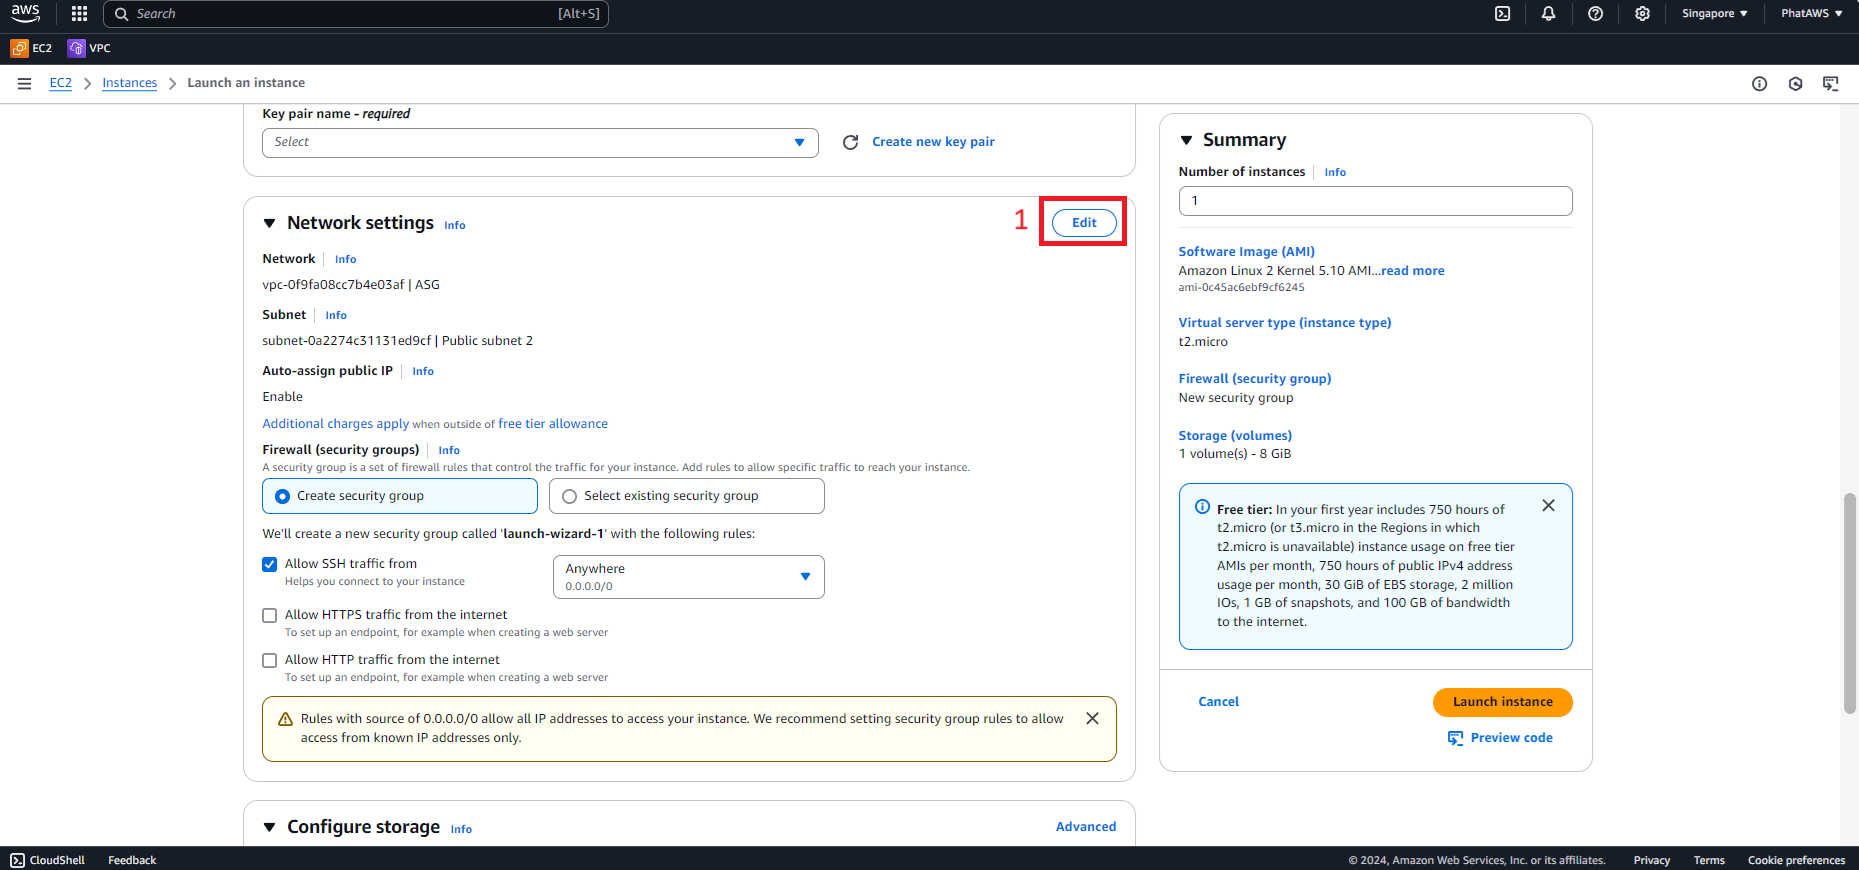 aws
Search [Alt+S]
Singapore
PhatAWS
EC2
VPC
EC2 > Instances > Launch an instance
Key pair name - required
Select
Create new key pair
Network settings Info
1
Edit
Network Info
vpc-0f9fa08cc7b4e03af | ASG
Subnet Info
subnet-0a2274c31131ed9cf | Public subnet 2
Auto-assign public IP Info
Enable
Additional charges apply when outside of free tier allowance
Firewall (security groups) Info
A security group is a set of firewall rules that control the traffic for your instance. Add rules to allow specific traffic to reach your instance.
Create security group
Select existing security group
We'll create a new security group called 'launch-wizard-1' with the following rules:
Allow SSH traffic from
Helps you connect to your instance
Anywhere
0.0.0.0/0
Allow HTTPS traffic from the internet
To set up an endpoint, for example when creating a web server
Allow HTTP traffic from the internet
To set up an endpoint, for example when creating a web server
Rules with source of 0.0.0.0/0 allow all IP addresses to access your instance. We recommend setting security group rules to allow
access from known IP addresses only.
Configure storage Info
Advanced
Summary
Number of instances Info
1
Software Image (AMI)
Amazon Linux 2 Kernel 5.10 AMI...read more
ami-0c45ac6ebf9cf6245
Virtual server type (instance type)
t2.micro
Firewall (security group)
New security group
Storage (volumes)
1 volume(s) - 8 GiB
Free tier: In your first year includes 750 hours of
t2.micro (or t3.micro in the Regions in which
t2.micro is unavailable) instance usage on free tier
AMIs per month, 750 hours of public IPv4 address
usage per month, 30 GiB of EBS storage, 2 million
IOs, 1 GB of snapshots, and 100 GB of bandwidth
to the internet.
Cancel
Launch instance
Preview code
CloudShell
Feedback
© 2024, Amazon Web Services, Inc. or its affiliates.
Privacy
Terms
Cookie preferences